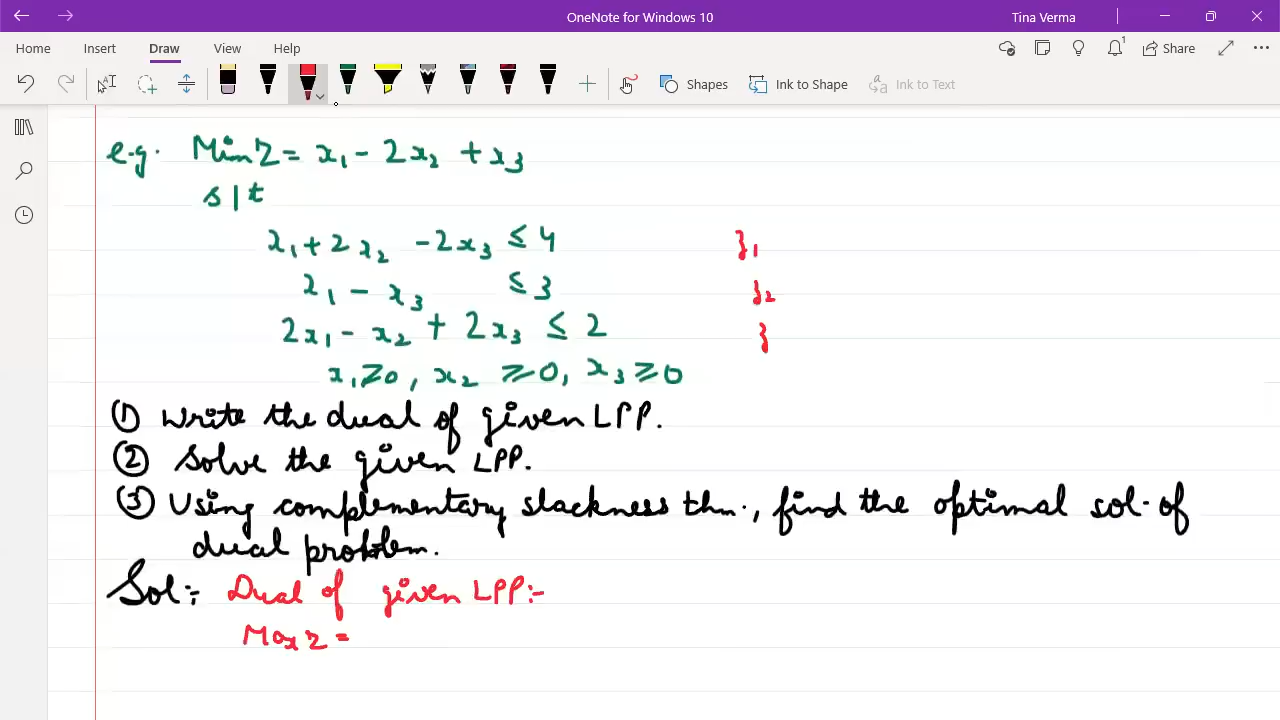 OneNote for Windows 10
Tina Verma
Home Insert Draw View Help
Share
Shapes
Ink to Shape
Ink to Text
e.g. Min Z = x₁ - 2x₂ + x₃
s|t
x₁ + 2x₂ - 2x₃ ≤ 4
x₁ - x₃ ≤ 3
2x₁ - x₂ + 2x₃ ≤ 2
x₁ ≥ 0, x₂ ≥ 0, x₃ ≥ 0
① Write the dual of given LPP.
② Solve the given LPP.
③ Using complementary slackness thm., find the optimal sol. of
dual problem.
Sol:- Dual of given LPP:-
Max Z =